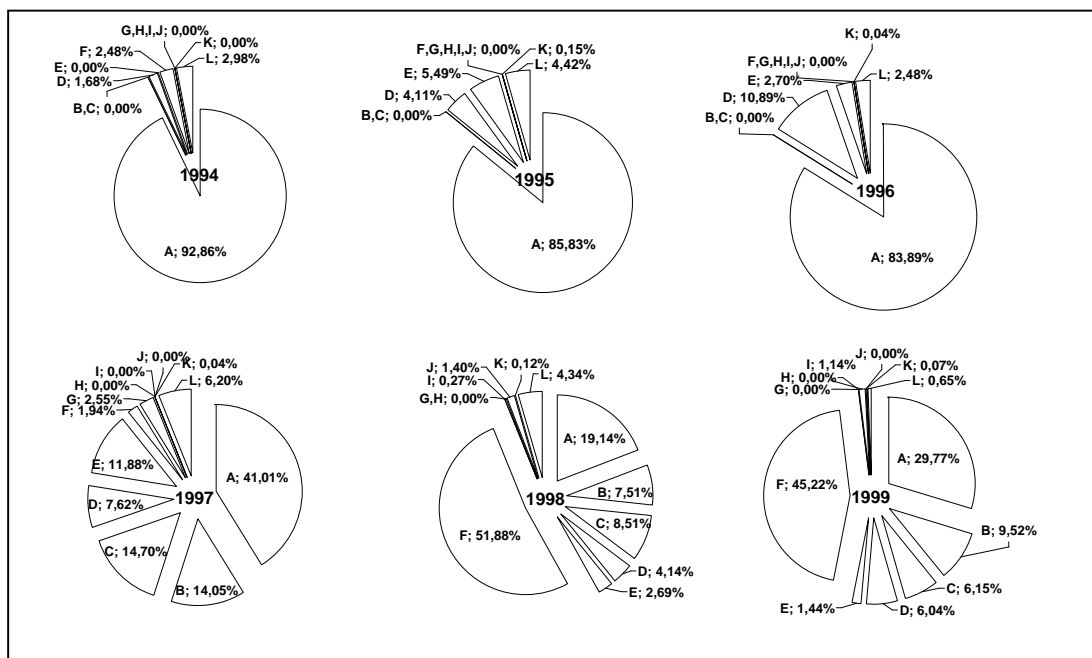 G,H,I,J; 0,00%
K; 0,00%
F; 2,48%
L; 2,98%
E; 0,00%
D; 1,68%
B,C; 0,00%
1994
A; 92,86%
F,G,H,I,J; 0,00%
K; 0,15%
L; 4,42%
E; 5,49%
D; 4,11%
B,C; 0,00%
1995
A; 85,83%
K; 0,04%
F,G,H,I,J; 0,00%
L; 2,48%
E; 2,70%
D; 10,89%
B,C; 0,00%
1996
A; 83,89%
J; 0,00%
K; 0,04%
I; 0,00%
L; 6,20%
H; 0,00%
G; 2,55%
F; 1,94%
E; 11,88%
A; 41,01%
1997
D; 7,62%
C; 14,70%
B; 14,05%
J; 1,40%
K; 0,12%
L; 4,34%
I; 0,27%
G,H; 0,00%
A; 19,14%
B; 7,51%
1998
C; 8,51%
F; 51,88%
D; 4,14%
E; 2,69%
J; 0,00%
I; 1,14%
K; 0,07%
H; 0,00%
L; 0,65%
G; 0,00%
A; 29,77%
F; 45,22%
1999
B; 9,52%
C; 6,15%
D; 6,04%
E; 1,44%